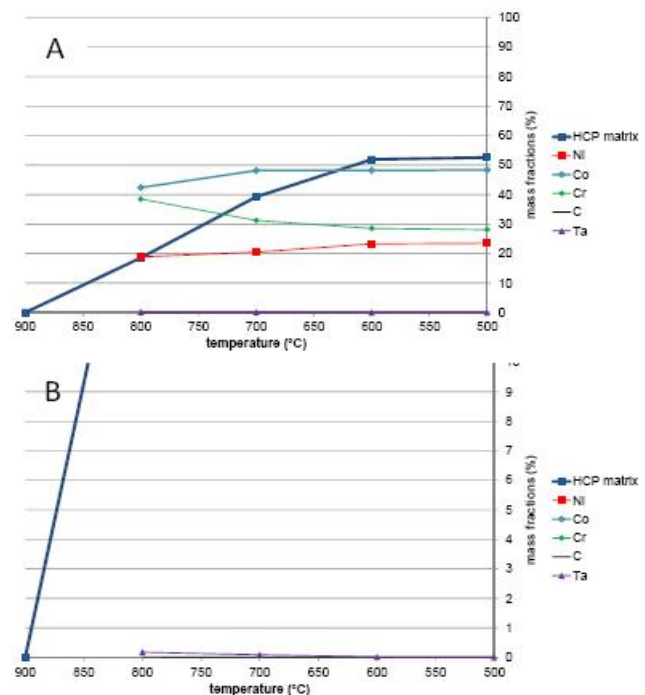 A
100
90
80
70
60
50
40
30
20
10
0
mass fractions (%)
HCP matrix
Ni
Co
Cr
C
Ta
900 850 800 750 700 650 600 550 500
temperature (°C)
B
10
9
8
7
6
5
4
3
2
1
0
mass fractions (%)
HCP matrix
Ni
Co
Cr
C
Ta
900 850 800 750 700 650 600 550 500
temperature (°C)